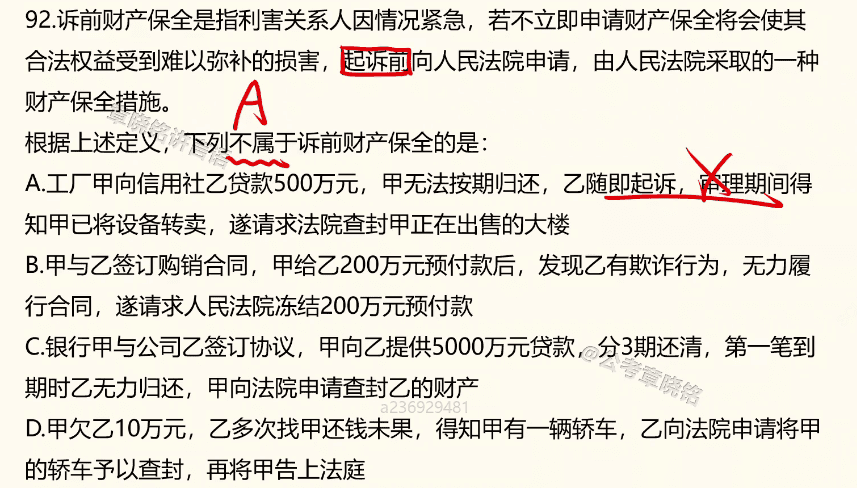 92.诉前财产保全是指利害关系人因情况紧急，若不立即申请财产保全将会使其
合法权益受到难以弥补的损害，起诉前向人民法院申请，由人民法院采取的一种
财产保全措施。
A
章晓铭讲言语
根据上述定义，下列不属于诉前财产保全的是：
A.工厂甲向信用社乙贷款500万元，甲无法按期归还，乙随即起诉，审理期间得
知甲已将设备转卖，遂请求法院查封甲正在出售的大楼
B.甲与乙签订购销合同，甲给乙200万元预付款后，发现乙有欺诈行为，无力履
行合同，遂请求人民法院冻结200万元预付款
C.银行甲与公司乙签订协议，甲向乙提供5000万元贷款，分3期还清，第一笔到
期时乙无力归还，甲向法院申请查封乙的财产
@公考章晓铭
a236929481
D.甲欠乙10万元，乙多次找甲还钱未果，得知甲有一辆轿车，乙向法院申请将甲
的轿车予以查封，再将甲告上法庭